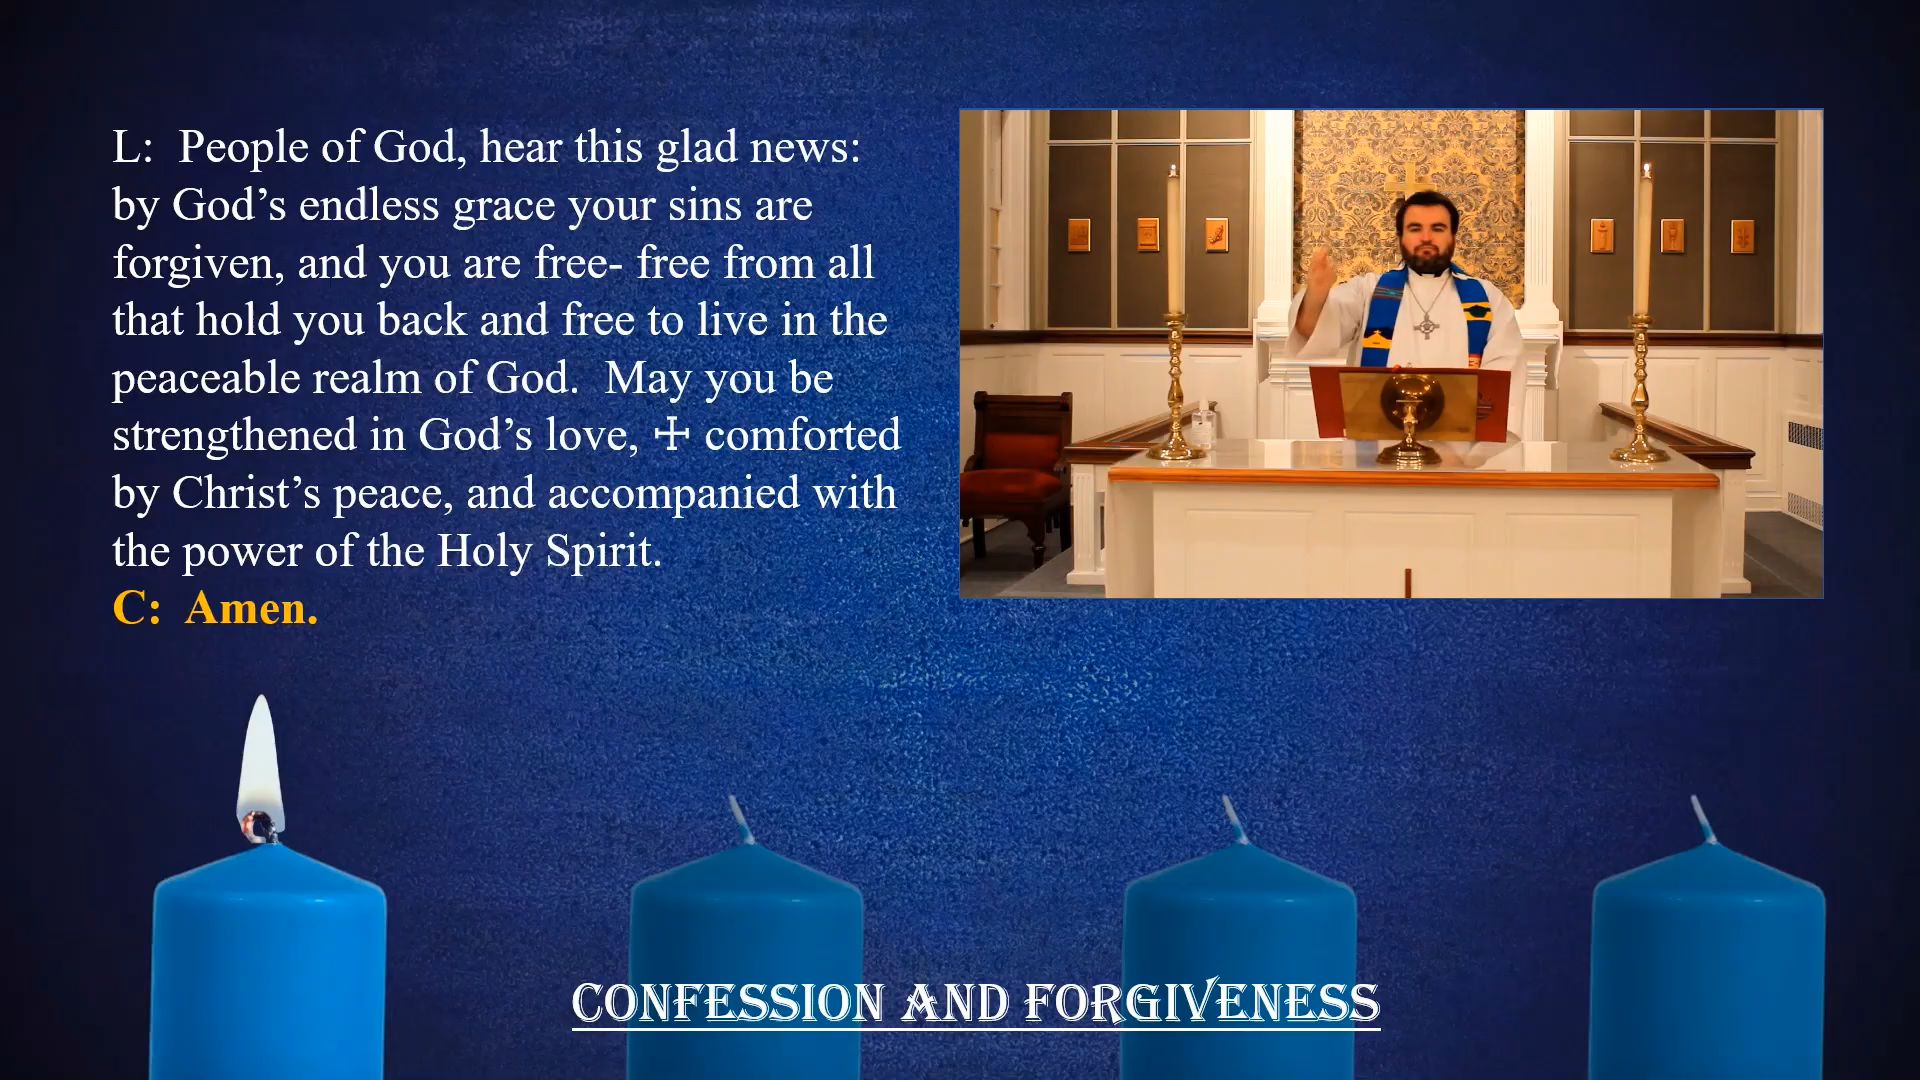 L:  People of God, hear this glad news:
by God’s endless grace your sins are
forgiven, and you are free- free from all
that hold you back and free to live in the
peaceable realm of God.  May you be
strengthened in God’s love, ☩ comforted
by Christ’s peace, and accompanied with
the power of the Holy Spirit.
C:  Amen.
CONFESSION AND FORGIVENESS